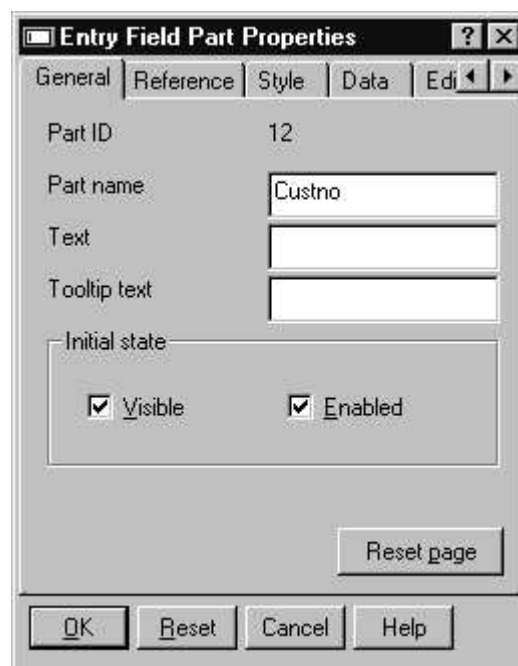 Entry Field Part Properties
General Reference Style Data Edi
Part ID 12
Part name Custno
Text
Tooltip text
Initial state
Visible Enabled
Reset page
OK Reset Cancel Help